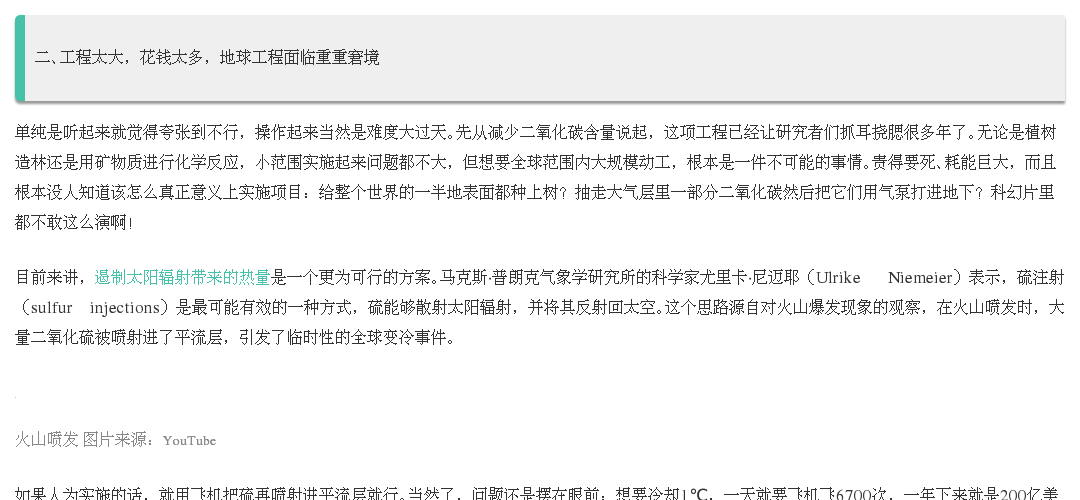 二、工程太大，花钱太多，地球工程面临重重窘境
单纯是听起来就觉得夸张到不行，操作起来当然是难度大过天。先从减少二氧化碳含量说起，这项工程已经让研究者们抓耳挠腮很多年了。无论是植树
造林还是用矿物质进行化学反应，小范围实施起来问题都不大，但想要全球范围内大规模动工，根本是一件不可能的事情。贵得要死、耗能巨大，而且
根本没人知道该怎么真正意义上实施项目：给整个世界的一半地表面都种上树？抽走大气层里一部分二氧化碳然后把它们用气泵打进地下？科幻片里
都不敢这么演啊！
目前来讲，遏制太阳辐射带来的热量是一个更为可行的方案。马克斯·普朗克气象学研究所的科学家尤里卡·尼迈耶（Ulrike Niemeier）表示，硫注射
（sulfur injections）是最可能有效的一种方式，硫能够散射太阳辐射，并将其反射回太空。这个思路源自对火山爆发现象的观察，在火山喷发时，大
量二氧化硫被喷射进了平流层，引发了临时性的全球变冷事件。
火山喷发 图片来源：YouTube
如果人为实施的话，就用飞机把硫再喷射进平流层就行。当然了，问题还是摆在眼前：想要冷却1℃，一天就要飞机飞6700次，一年下来就是200亿美